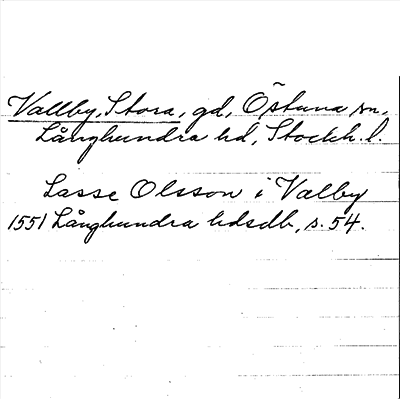 Vallby, Stora, gd, Östuna sn,
Långhundra hd, Stockh. l.
Lasse Olsson i Valby
1551 Långhundra hdsdb, s. 54.